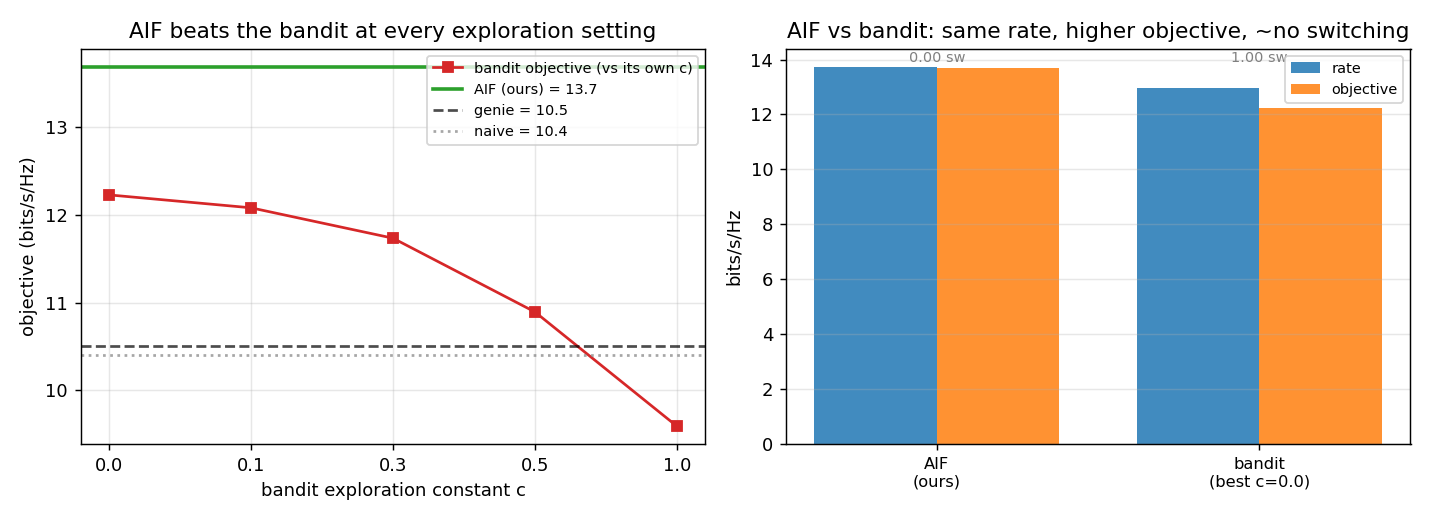 AIF beats the bandit at every exploration setting
objective (bits/s/Hz)
13
12
11
10
bandit objective (vs its own c)
AIF (ours) = 13.7
genie = 10.5
naive = 10.4
0.0 0.1 0.3 0.5 1.0
bandit exploration constant c
AIF vs bandit: same rate, higher objective, ~no switching
bits/s/Hz
14
12
10
8
6
4
2
0
0.00 sw
1.00 sw
rate
objective
AIF
(ours)
bandit
(best c=0.0)